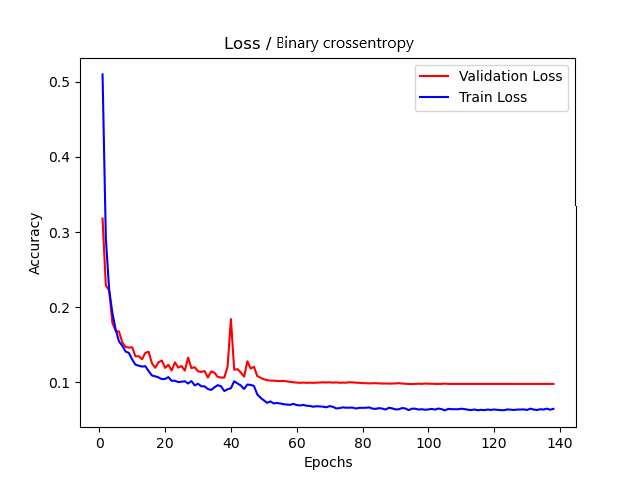 Loss / Binary crossentropy
Validation Loss
Train Loss
0.5
0.4
0.3
0.2
0.1
Accuracy
0 20 40 60 80 100 120 140
Epochs